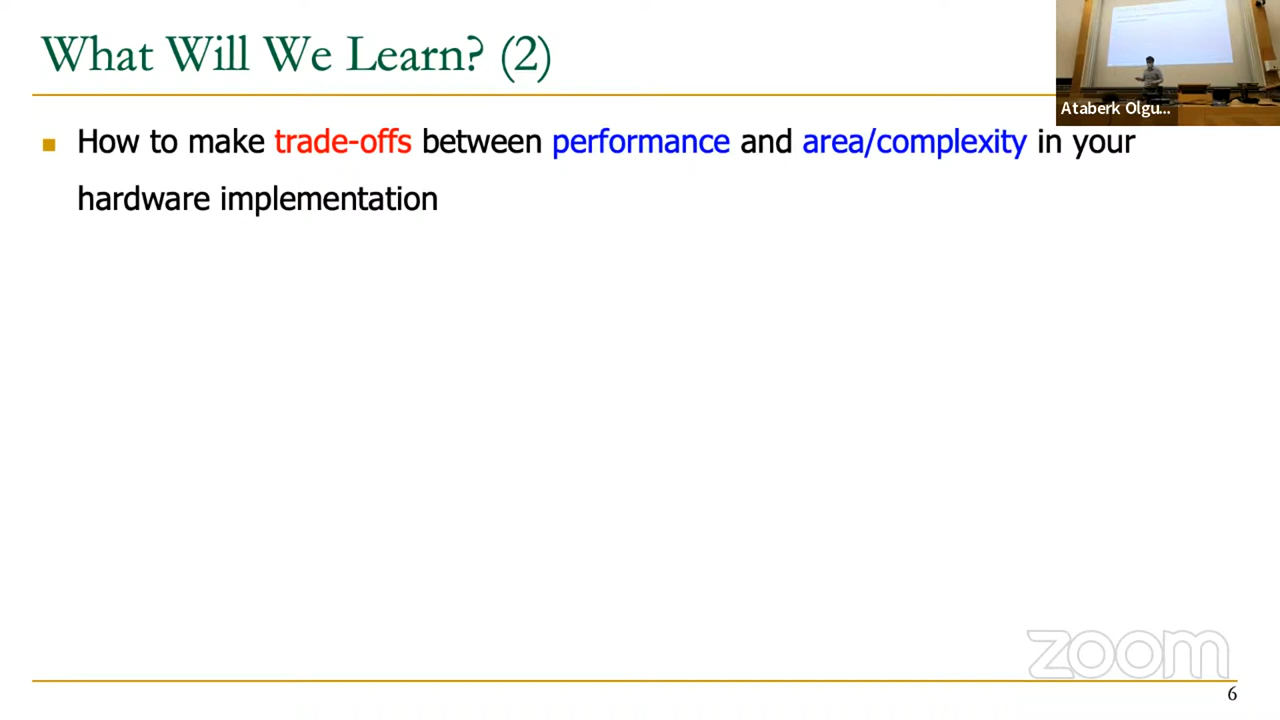 What Will We Learn? (2)
Ataberk Olgu...
▪ How to make trade-offs between performance and area/complexity in your
hardware implementation
zoom
6